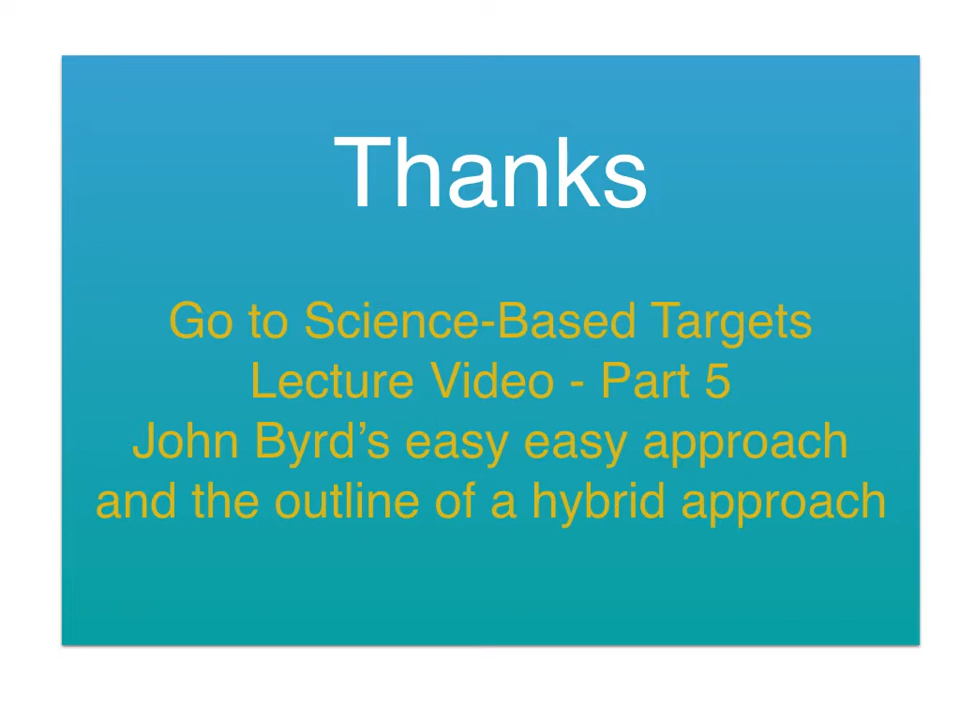 Thanks
Go to Science-Based Targets
Lecture Video - Part 5
John Byrd’s easy easy approach
and the outline of a hybrid approach